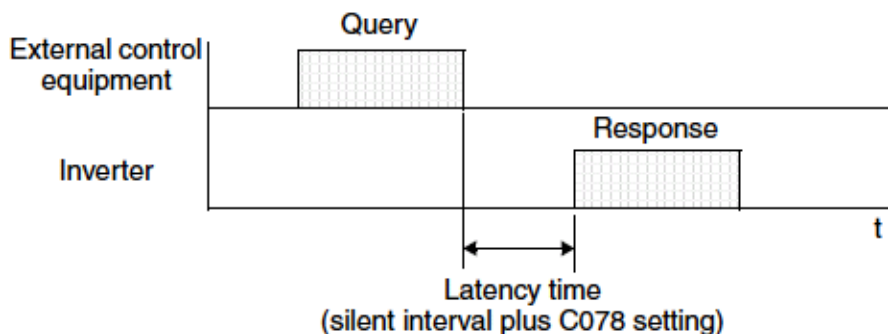 Query
External control
equipment
Response
Inverter
t
Latency time
(silent interval plus C078 setting)